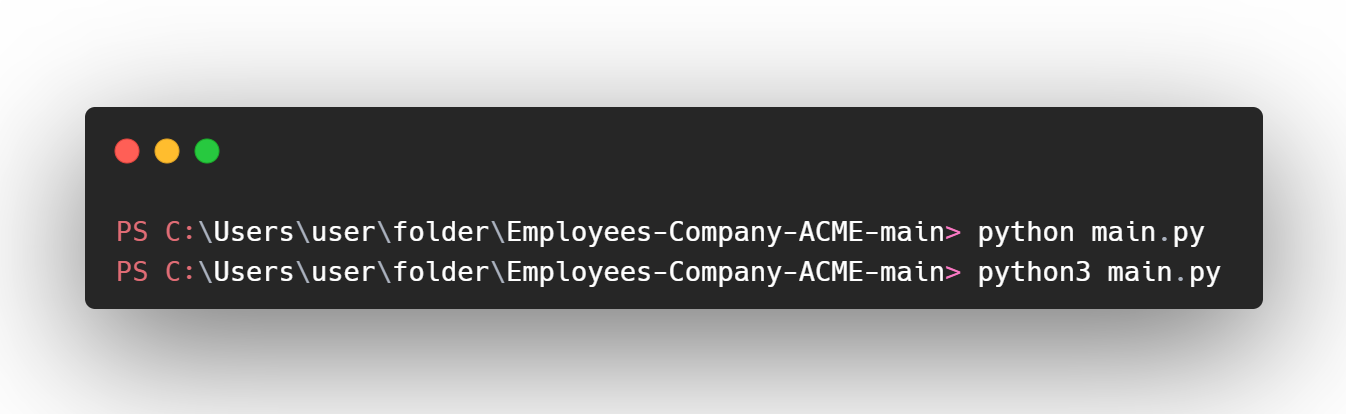 PS C:\Users\user\folder\Employees-Company-ACME-main> python main.py
PS C:\Users\user\folder\Employees-Company-ACME-main> python3 main.py